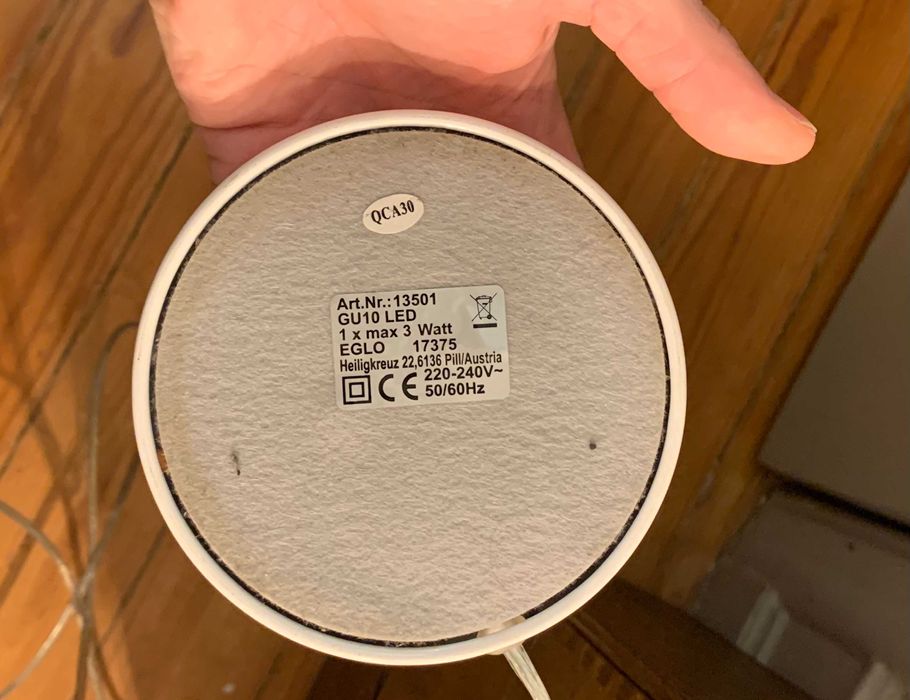 QCA30
Art.Nr.:13501
GU10 LED
1 x max 3 Watt
EGLO 17375
Heiligkreuz 22,6136 Pill/Austria
CE 220-240V~
50/60Hz